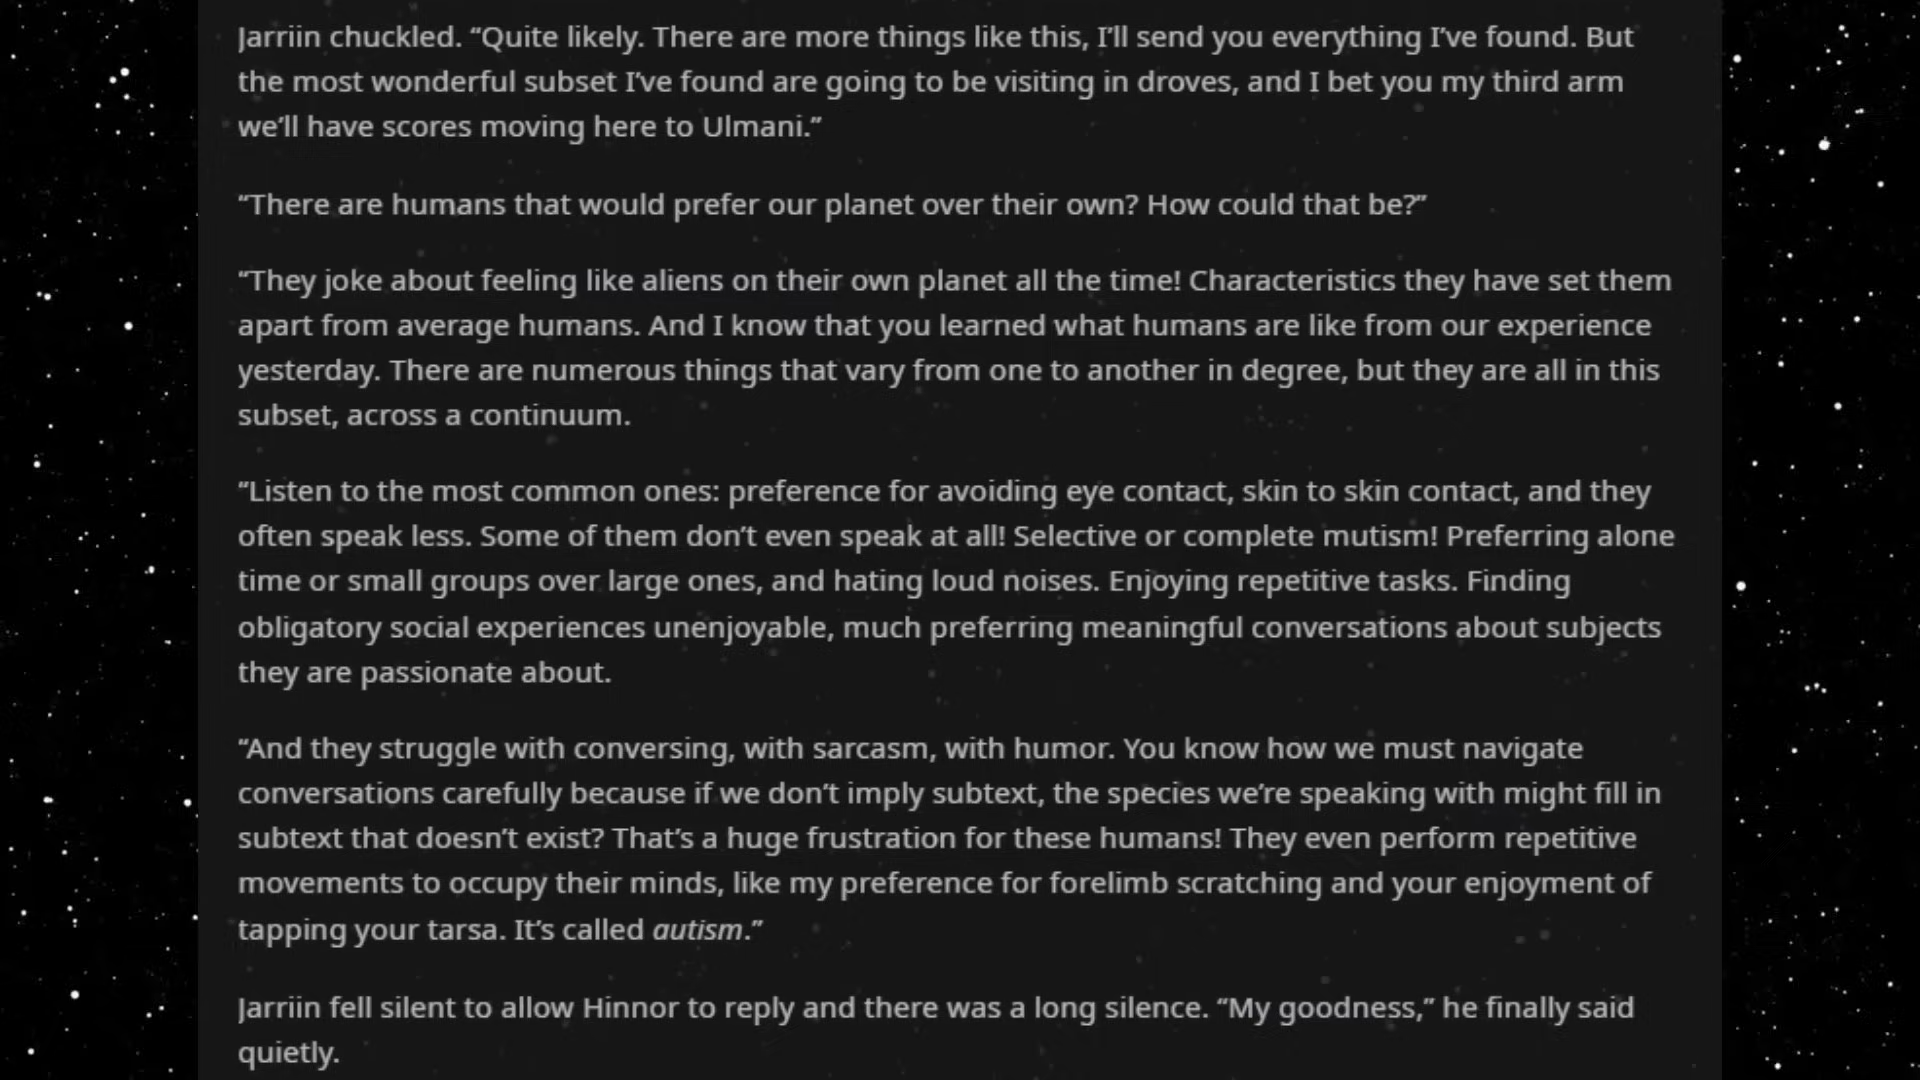 Jarriin chuckled. “Quite likely. There are more things like this, I’ll send you everything I’ve found. But
the most wonderful subset I’ve found are going to be visiting in droves, and I bet you my third arm
we’ll have scores moving here to Ulmani.”
“There are humans that would prefer our planet over their own? How could that be?”
“They joke about feeling like aliens on their own planet all the time! Characteristics they have set them
apart from average humans. And I know that you learned what humans are like from our experience
yesterday. There are numerous things that vary from one to another in degree, but they are all in this
subset, across a continuum.
“Listen to the most common ones: preference for avoiding eye contact, skin to skin contact, and they
often speak less. Some of them don’t even speak at all! Selective or complete mutism! Preferring alone
time or small groups over large ones, and hating loud noises. Enjoying repetitive tasks. Finding
obligatory social experiences unenjoyable, much preferring meaningful conversations about subjects
they are passionate about.
“And they struggle with conversing, with sarcasm, with humor. You know how we must navigate
conversations carefully because if we don’t imply subtext, the species we’re speaking with might fill in
subtext that doesn’t exist? That’s a huge frustration for these humans! They even perform repetitive
movements to occupy their minds, like my preference for forelimb scratching and your enjoyment of
tapping your tarsa. It’s called autism.”
Jarriin fell silent to allow Hinnor to reply and there was a long silence. “My goodness,” he finally said
quietly.